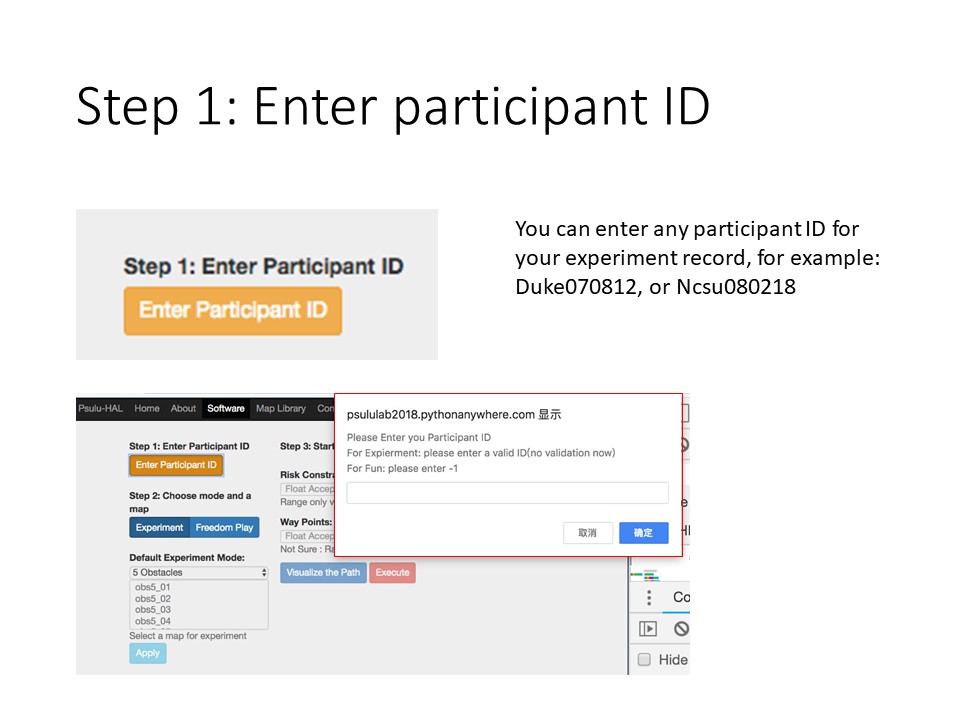 Step 1: Enter participant ID
Step 1: Enter Participant ID
Enter Participant ID
You can enter any participant ID for
your experiment record, for example:
Duke070812, or Ncsu080218
Psulu-HAL Home About Software Map Library Con
Step 1: Enter Participant ID
Enter Participant ID
Step 2: Choose mode and a
map
Experiment Freedom Play
Default Experiment Mode:
5 Obstacles
obs5_01
obs5_02
obs5_03
obs5_04
Select a map for experiment
Apply
Step 3: Start
Risk Constra
Float Accep
Range only v
Way Points:
Float Accep
Not Sure : Ra
Visualize the Path Execute
psululab2018.pythonanywhere.com 显示
Please Enter you Participant ID
For Expierment: please enter a valid ID(no validation now)
For Fun: please enter -1
取消 确定
Co
Hide